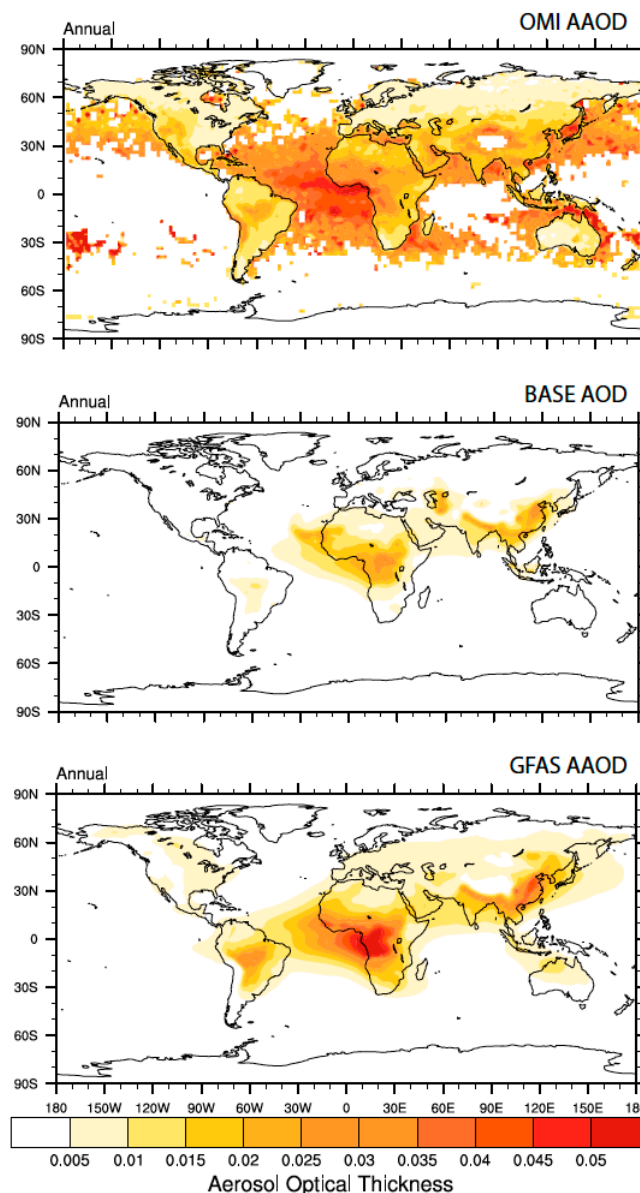 Annual OMI AAOD
90N
60N
30N
0
30S
60S
90S
Annual BASE AOD
90N
60N
30N
0
30S
60S
90S
Annual GFAS AAOD
90N
60N
30N
0
30S
60S
90S
180 150W 120W 90W 60W 30W 0 30E 60E 90E 120E 150E
0.005 0.01 0.015 0.02 0.025 0.03 0.035 0.04 0.045 0.05
Aerosol Optical Thickness